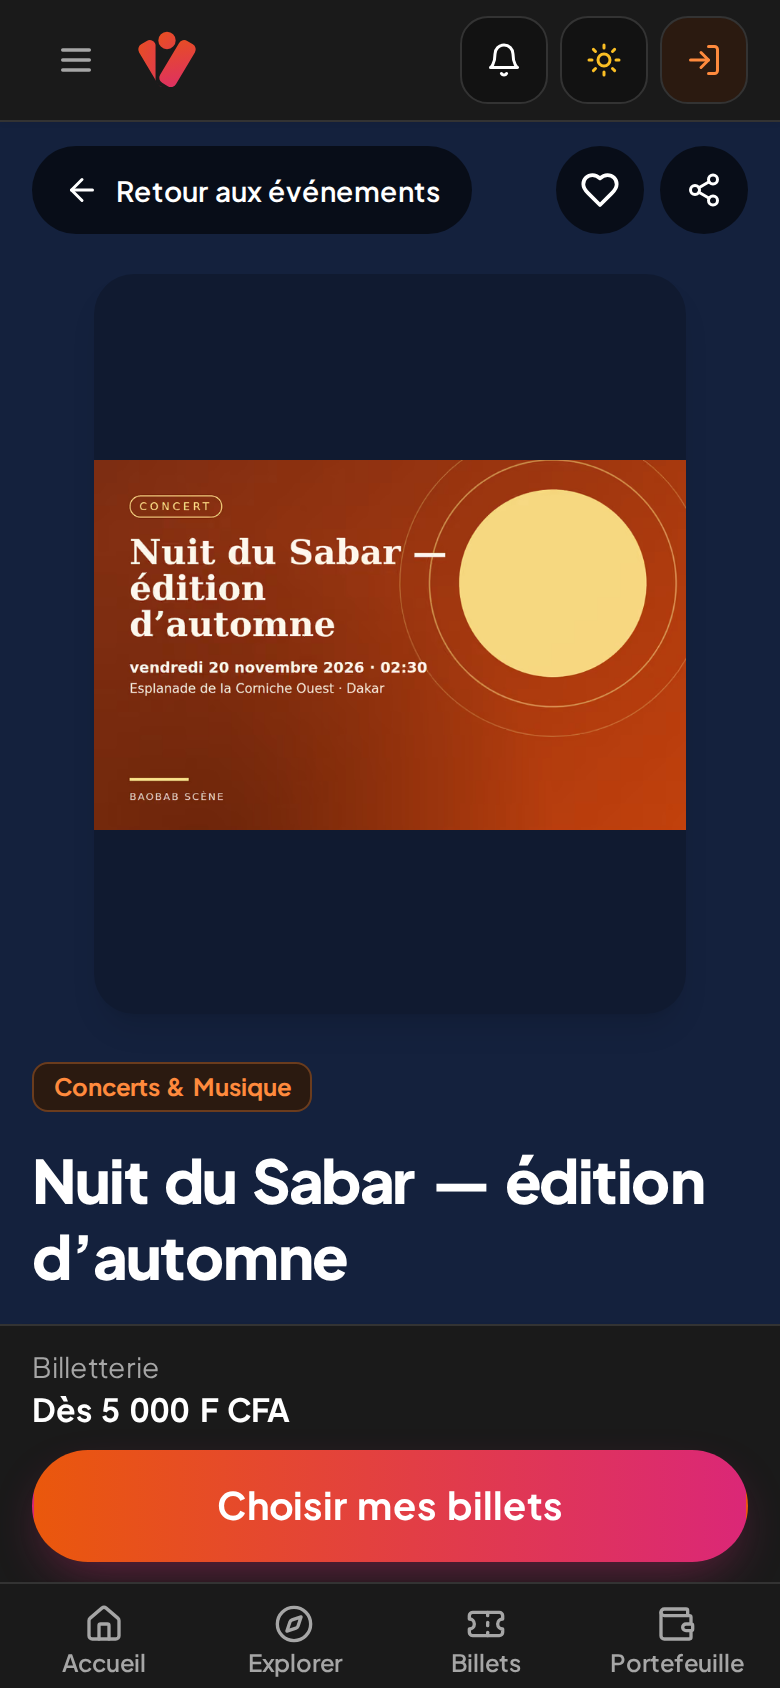 Retour aux événements
CONCERT
Nuit du Sabar —
édition
d’automne
vendredi 20 novembre 2026 · 02:30
Esplanade de la Corniche Ouest · Dakar
BAOBAB SCÈNE
Concerts & Musique
Nuit du Sabar — édition
d’automne
Billetterie
Dès 5 000 F CFA
Choisir mes billets
Accueil
Explorer
Billets
Portefeuille